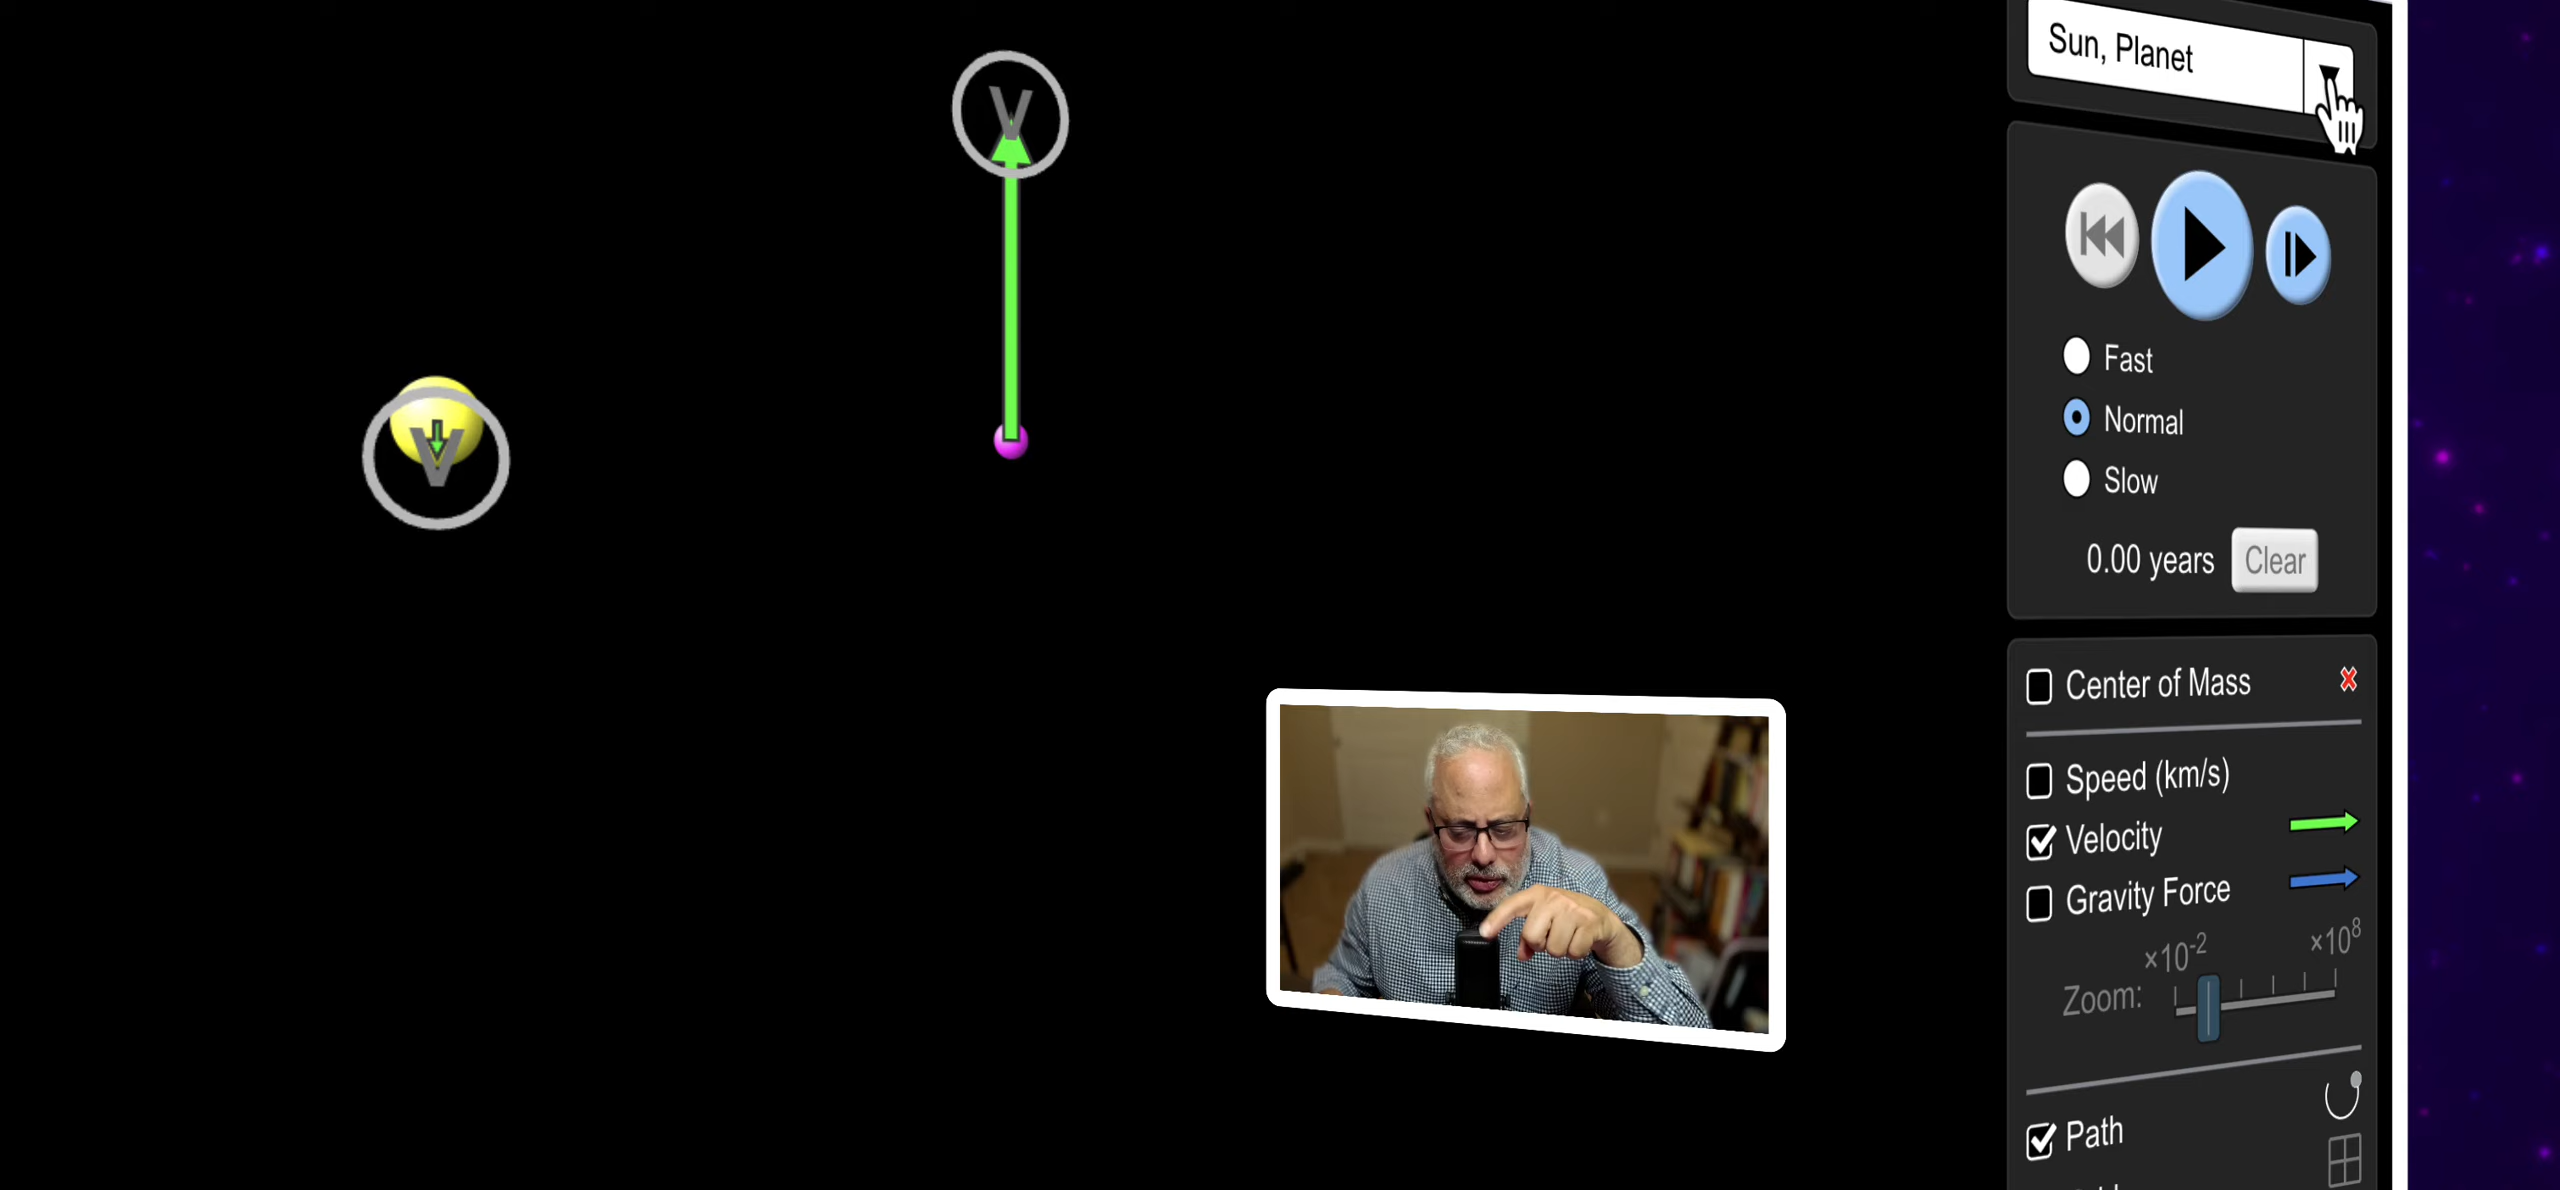 Sun, Planet
V
V
Fast
Normal
Slow
0.00 years
Clear
Center of Mass
Speed (km/s)
Velocity
Gravity Force
×10⁻² ×10⁸
Zoom:
Path